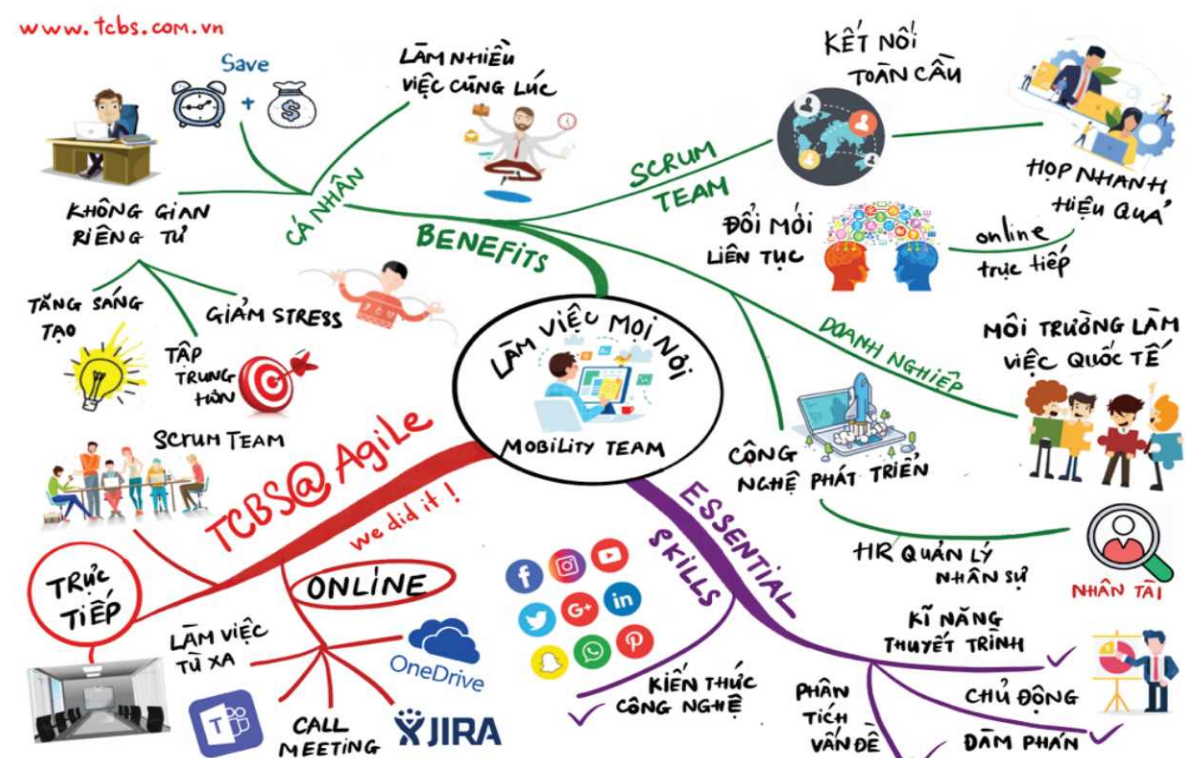 www.tcbs.com.vn
Save
LÀM NHIỀU
VIỆC CÙNG LÚC
KHÔNG GIAN
RIÊNG TƯ
CÁ NHÂN
TĂNG SÁNG
TẠO
TẬP
TRUNG
HƠN
GIẢM STRESS
BENEFITS
SCRUM
TEAM
KẾT NỐI
TOÀN CẦU
HỌP NHANH,
HIỆU QUẢ
online
trực tiếp
ĐỔI MỚI
LIÊN TỤC
DOANH NGHIỆP
MÔI TRƯỜNG LÀM
VIỆC QUỐC TẾ
CÔNG
NGHỆ PHÁT TRIỂN
HR QUẢN LÝ
NHÂN SỰ
NHÂN TÀI
LÀM VIỆC MỌI NƠI
MOBILITY TEAM
TCBS@Agile
we did it!
SCRUM TEAM
TRỰC
TIẾP
ONLINE
LÀM VIỆC
TỪ XA
T
CALL
MEETING
JIRA
OneDrive
ESSENTIAL
SKILLS
f
G+
in
KIẾN THỨC
CÔNG NGHỆ
PHÂN
TÍCH
VẤN ĐỀ
KĨ NĂNG
THUYẾT TRÌNH
CHỦ ĐỘNG
ĐÀM PHÁN